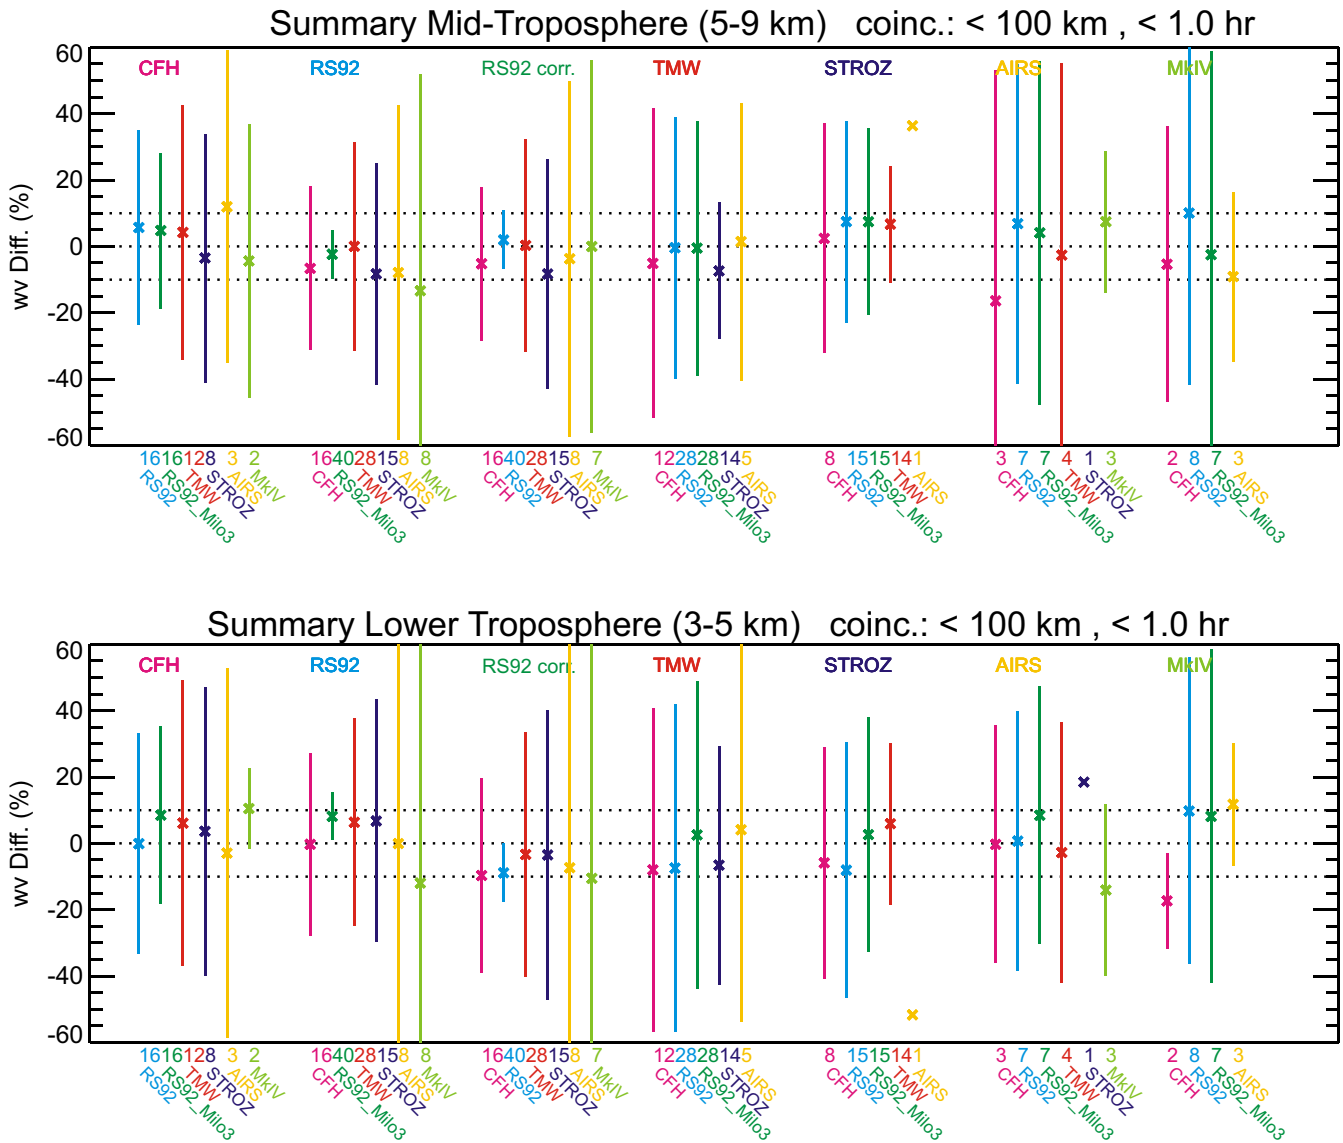 Summary Mid-Troposphere (5-9 km) coinc.: < 100 km , < 1.0 hr
wv Diff. (%)
60
40
20
0
-20
-40
-60
CFH RS92 RS92 corr. TMW STROZ AIRS MkIV
16 16 12 8 3 2
RS92 RS92_Milo3 TMW STROZ AIRS MkIV
16 40 28 15 8 8
CFH RS92_Milo3 TMW STROZ AIRS MkIV
16 40 28 15 8 7
CFH RS92 TMW STROZ AIRS MkIV
12 28 28 14 5
CFH RS92 RS92_Milo3 STROZ AIRS
8 15 15 14 1
CFH RS92 RS92_Milo3 TMW AIRS
3 7 7 4 1 3
CFH RS92 RS92_Milo3 TMW STROZ MkIV
2 8 7 3
CFH RS92 RS92_Milo3 AIRS
Summary Lower Troposphere (3-5 km) coinc.: < 100 km , < 1.0 hr
wv Diff. (%)
60
40
20
0
-20
-40
-60
CFH RS92 RS92 corr. TMW STROZ AIRS MkIV
16 16 12 8 3 2
RS92 RS92_Milo3 TMW STROZ AIRS MkIV
16 40 28 15 8 8
CFH RS92_Milo3 TMW STROZ AIRS MkIV
16 40 28 15 8 7
CFH RS92 TMW STROZ AIRS MkIV
12 28 28 14 5
CFH RS92 RS92_Milo3 STROZ AIRS
8 15 15 14 1
CFH RS92 RS92_Milo3 TMW AIRS
3 7 7 4 1 3
CFH RS92 RS92_Milo3 TMW STROZ MkIV
2 8 7 3
CFH RS92 RS92_Milo3 AIRS